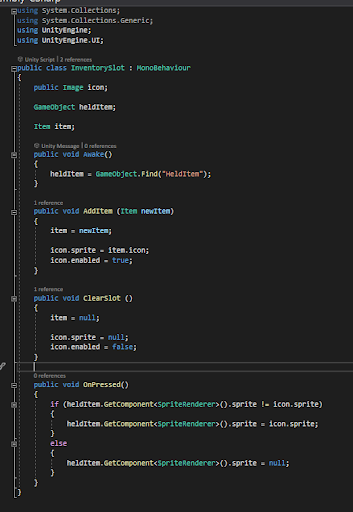 using System.Collections;
using System.Collections.Generic;
using UnityEngine;
using UnityEngine.UI;
Unity Script | 2 references
public class InventorySlot : MonoBehaviour
{
public Image icon;
GameObject heldItem;
Item item;
Unity Message | 0 references
public void Awake()
{
heldItem = GameObject.Find("HeldItem");
}
1 reference
public void AddItem (Item newItem)
{
item = newItem;
icon.sprite = item.icon;
icon.enabled = true;
}
1 reference
public void ClearSlot ()
{
item = null;
icon.sprite = null;
icon.enabled = false;
}
0 references
public void OnPressed()
{
if (heldItem.GetComponent<SpriteRenderer>().sprite != icon.sprite)
{
heldItem.GetComponent<SpriteRenderer>().sprite = icon.sprite;
}
else
{
heldItem.GetComponent<SpriteRenderer>().sprite = null;
}
}
}